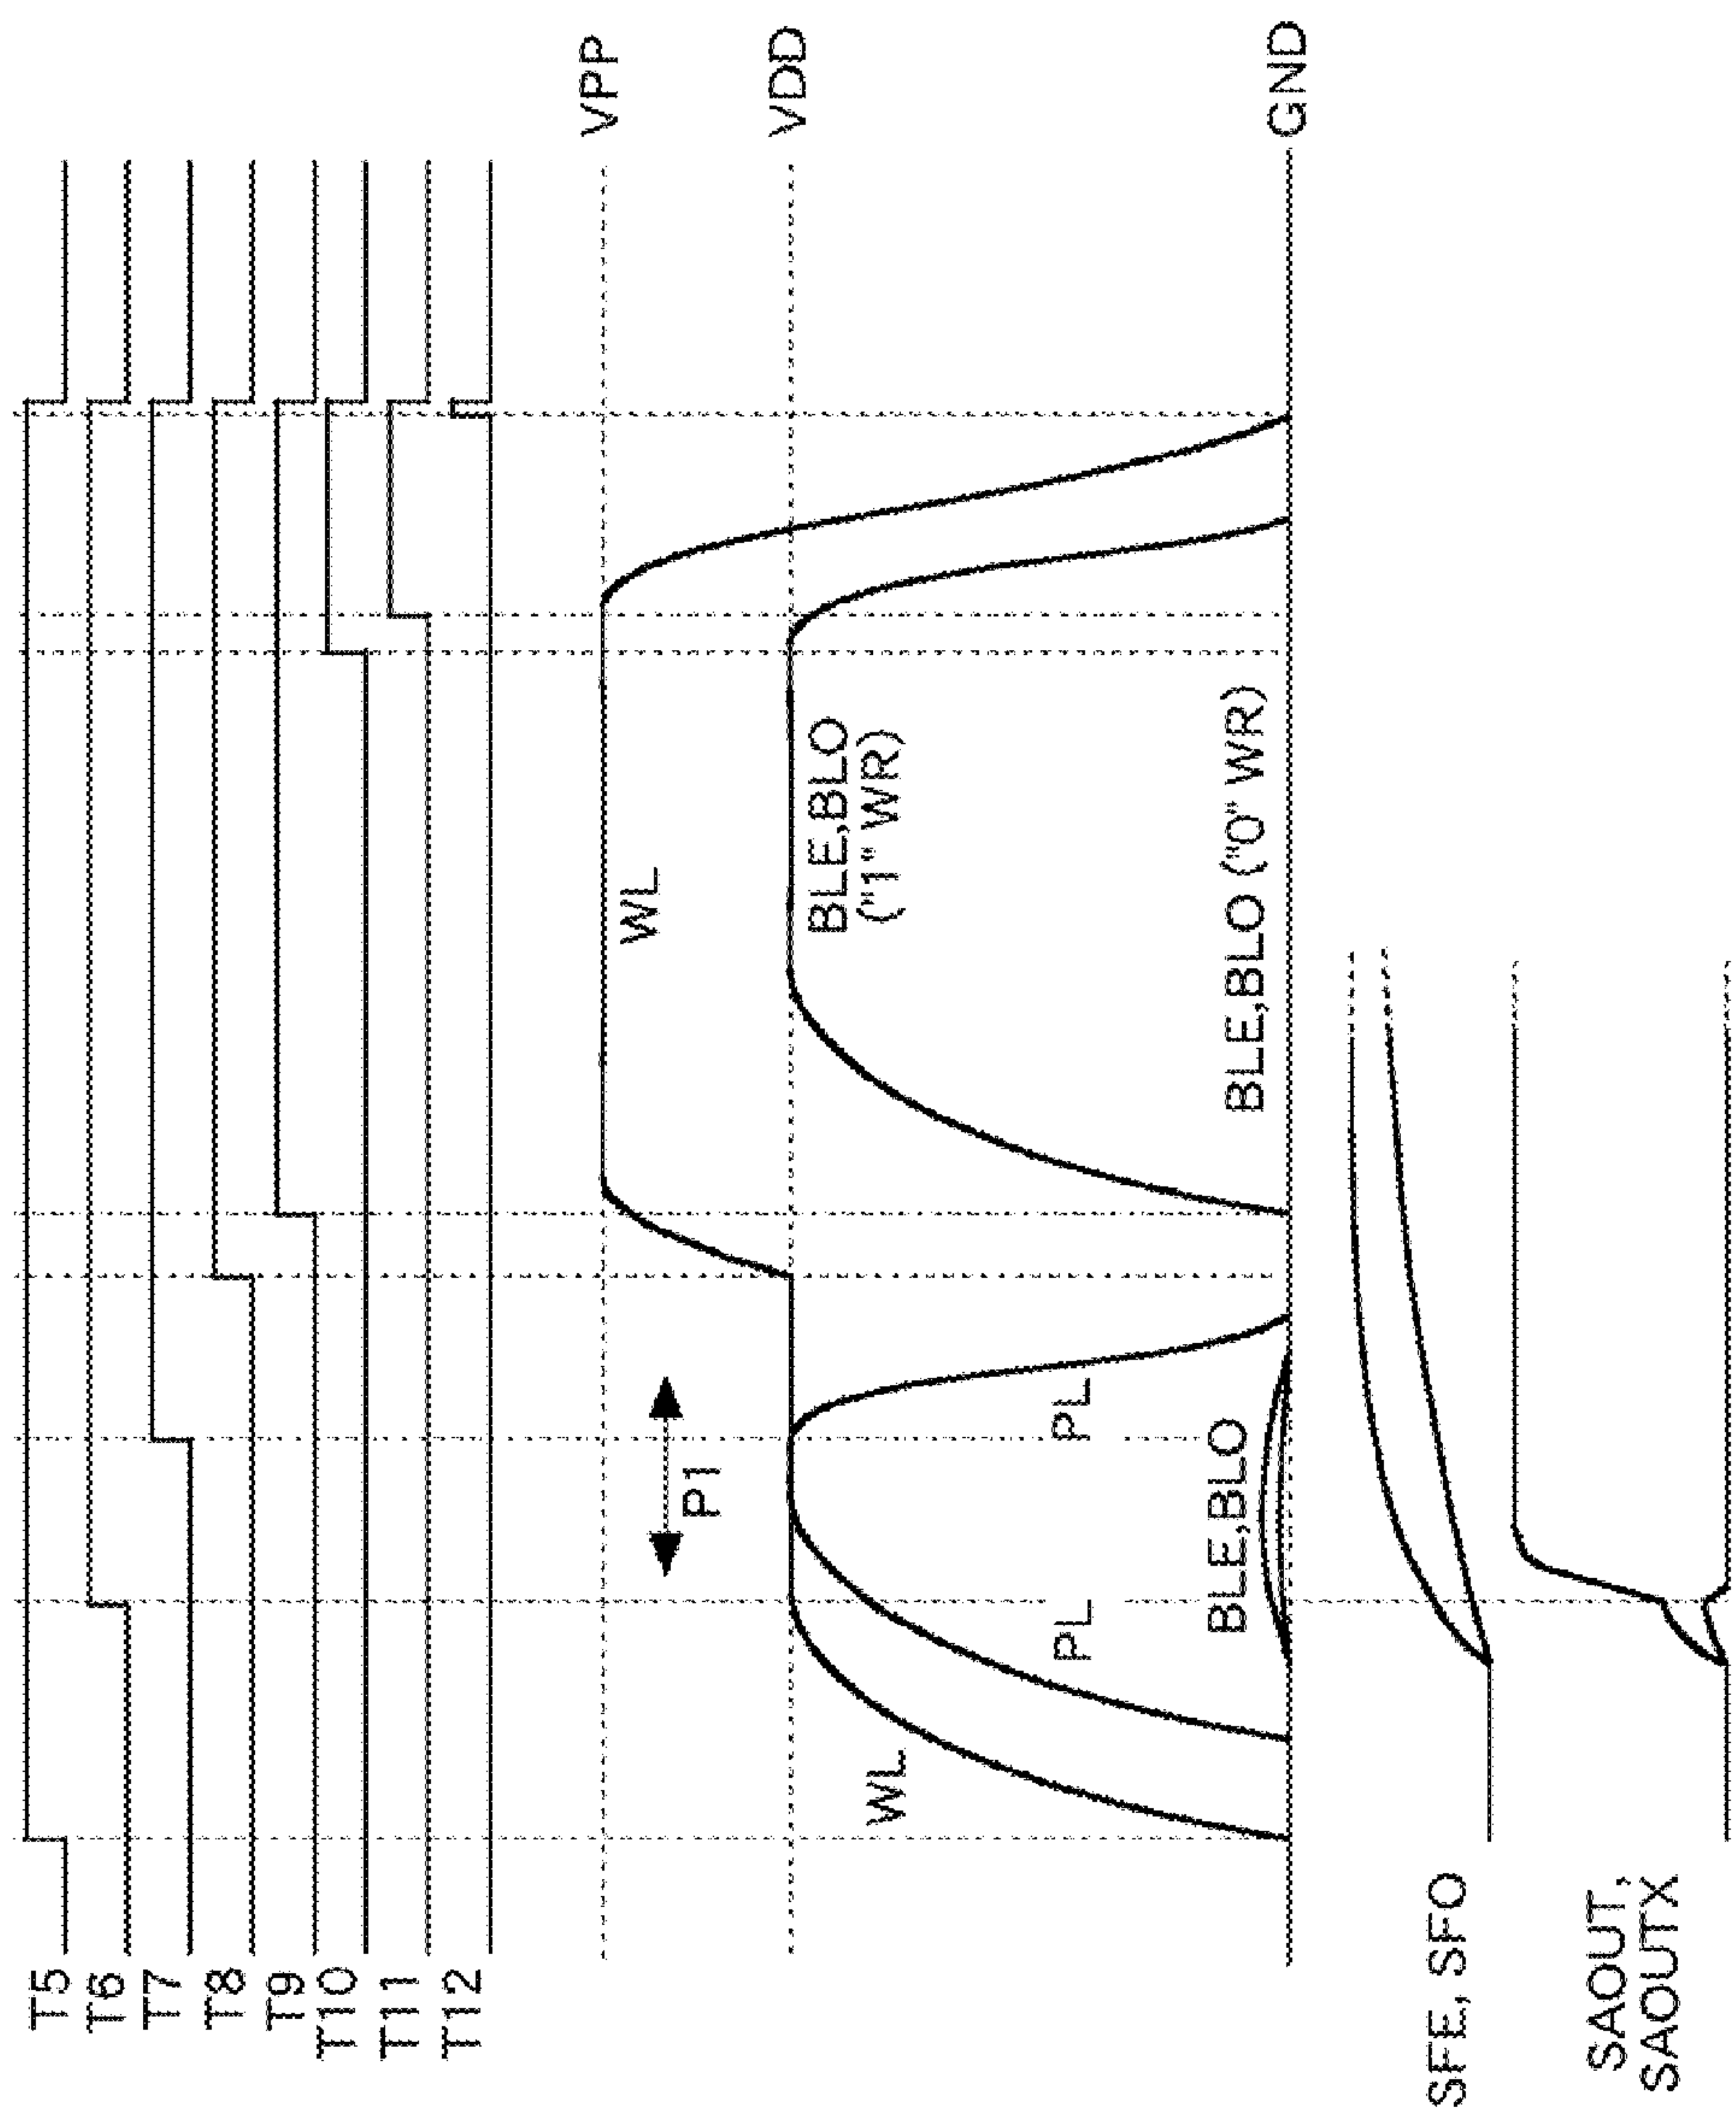 T5
T6
T7
T8
T9
T10
T11
T12
VPP
VDD
WL
P1
BLE,BLO
("1" WR)
WL
PL
PL
BLE,BLO
BLE,BLO ("0" WR)
GND
SFE, SFO
SAOUT,
SAOUTX